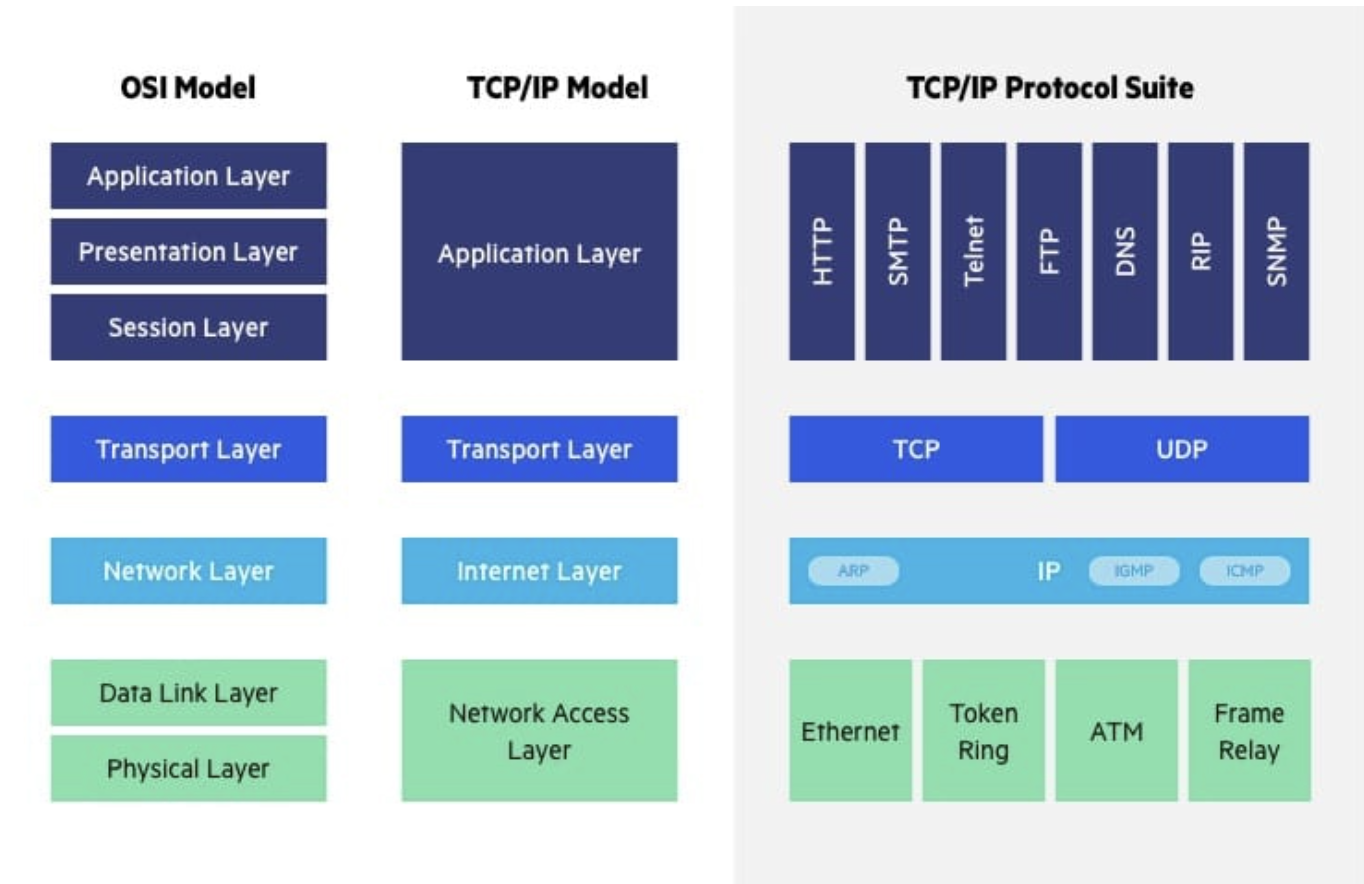 OSI Model
TCP/IP Model
TCP/IP Protocol Suite
Application Layer
Presentation Layer
Session Layer
Application Layer
HTTP
SMTP
Telnet
FTP
DNS
RIP
SNMP
Transport Layer
Transport Layer
TCP
UDP
Network Layer
Internet Layer
ARP
IP
IGMP
ICMP
Data Link Layer
Physical Layer
Network Access
Layer
Ethernet
Token
Ring
ATM
Frame
Relay